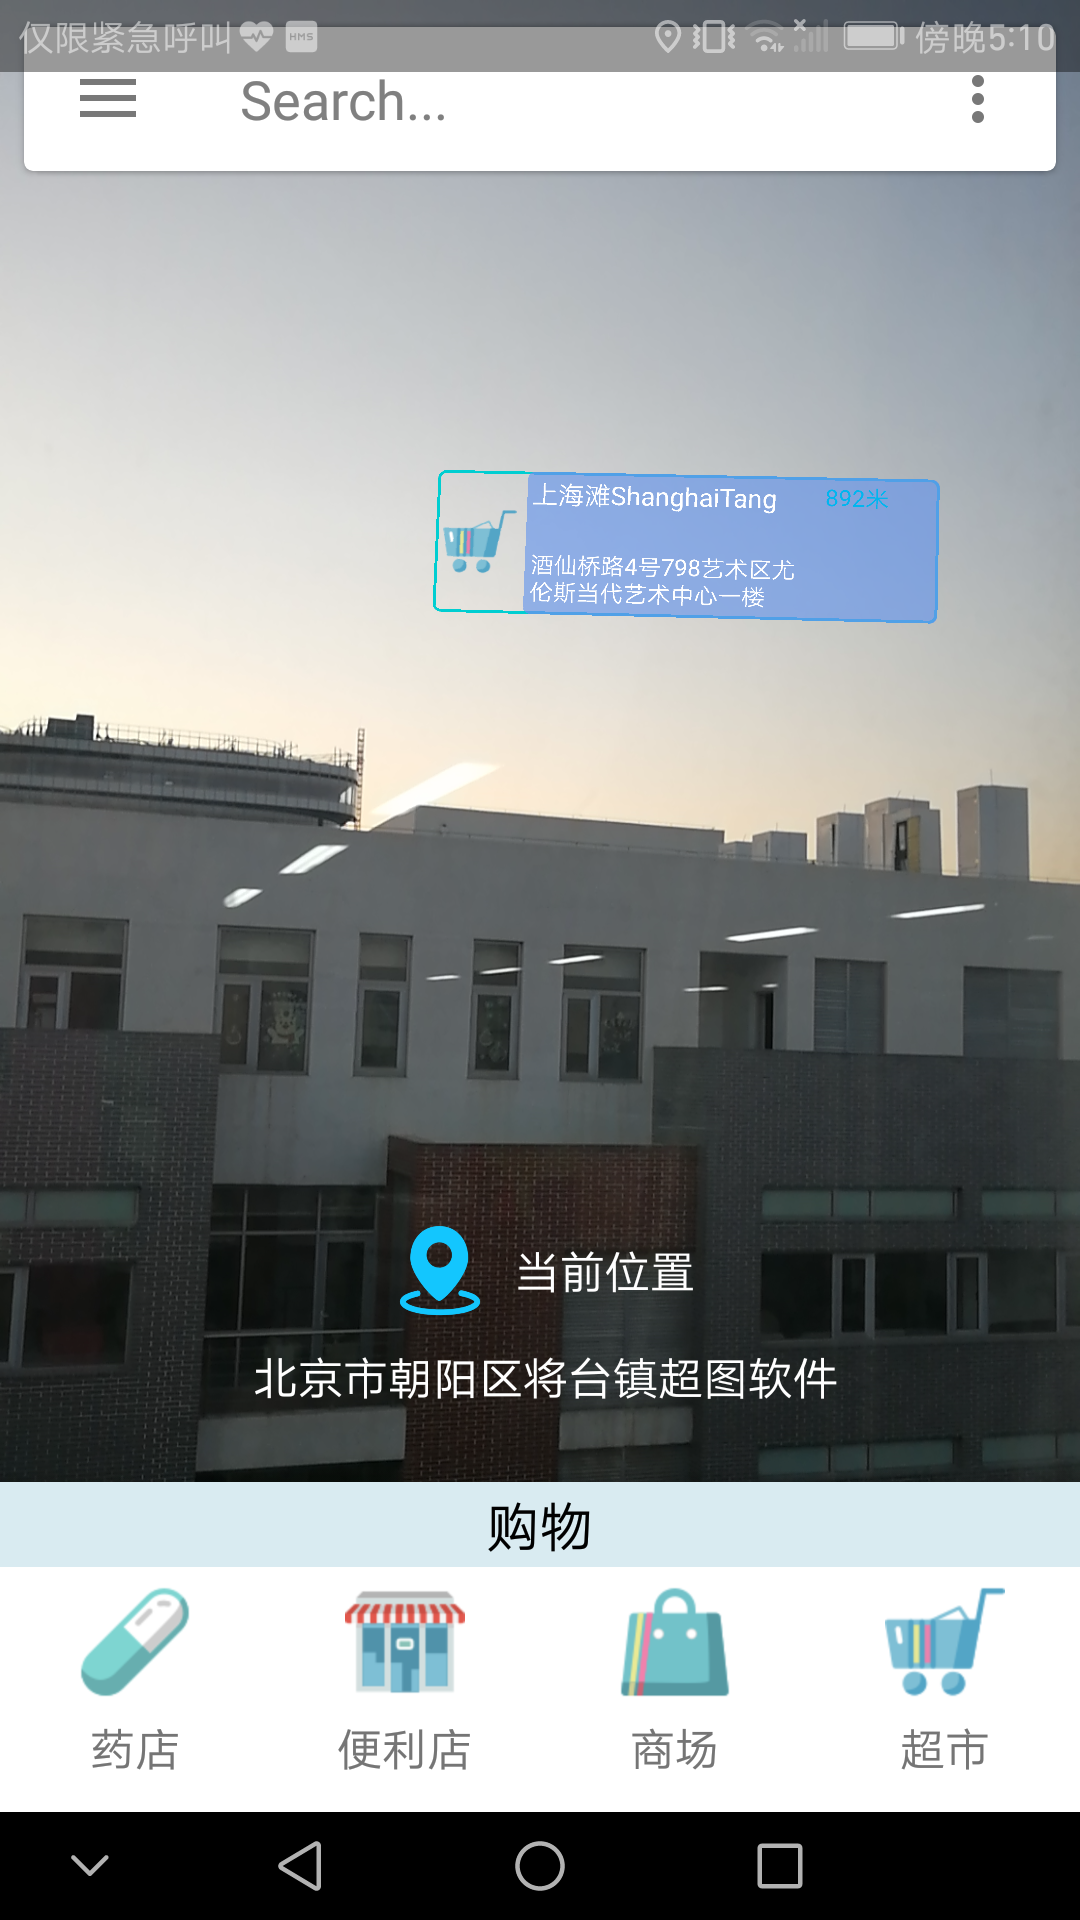 仅限紧急呼叫 HMS 傍晚5:10
Search...
上海滩ShanghaiTang 892米
酒仙桥路4号798艺术区尤
伦斯当代艺术中心一楼
当前位置
北京市朝阳区将台镇超图软件
购物
药店 便利店 商场 超市